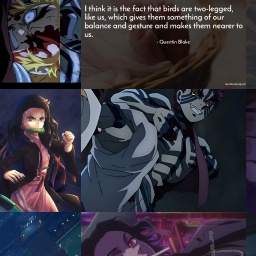 I think it is the fact that birds are two-legged,
like us, which gives them something of our
balance and gesture and makes them nearer to
us.
- Quentin Blake